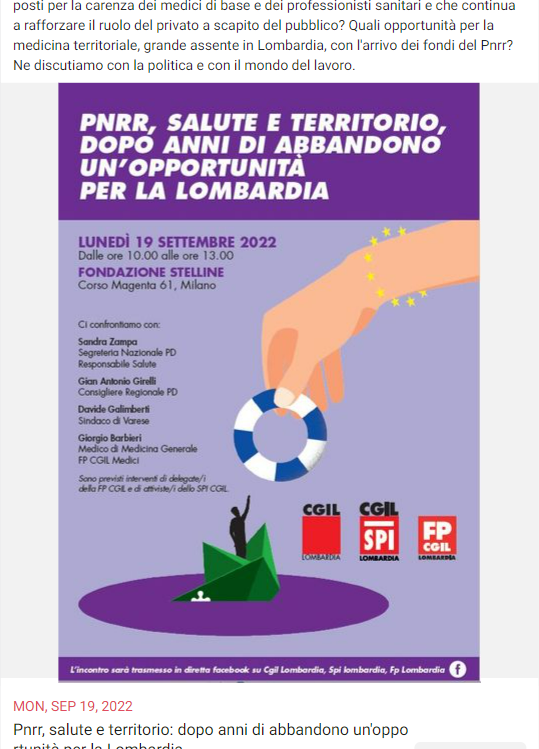 posti per la carenza dei medici di base e dei professionisti sanitari e che continua
a rafforzare il ruolo del privato a scapito del pubblico? Quali opportunità per la
medicina territoriale, grande assente in Lombardia, con l'arrivo dei fondi del Pnrr?
Ne discutiamo con la politica e con il mondo del lavoro.
PNRR, SALUTE E TERRITORIO,
DOPO ANNI DI ABBANDONO
UN'OPPORTUNITÀ
PER LA LOMBARDIA
LUNEDÌ 19 SETTEMBRE 2022
Dalle ore 10.00 alle ore 13.00
FONDAZIONE STELLINE
Corso Magenta 61, Milano
Ci confrontiamo con:
Sandra Zampa
Segreteria Nazionale PD
Responsabile Salute
Gian Antonio Girelli
Consigliere Regionale PD
Davide Galimberti
Sindaco di Varese
Giorgio Barbieri
Medico di Medicina Generale
FP CGIL Medici
Sono previsti interventi di delegate/i
della FP CGIL e di attiviste/i dello SPI CGIL.
CGIL
LOMBARDIA
CGIL
SPI
LOMBARDIA
FP
CGIL
LOMBARDIA
L'incontro sarà trasmesso in diretta facebook su Cgil Lombardia, Spi lombardia, Fp Lombardia f
MON, SEP 19, 2022
Pnrr, salute e territorio: dopo anni di abbandono un'oppo
rtunità per la Lombardia